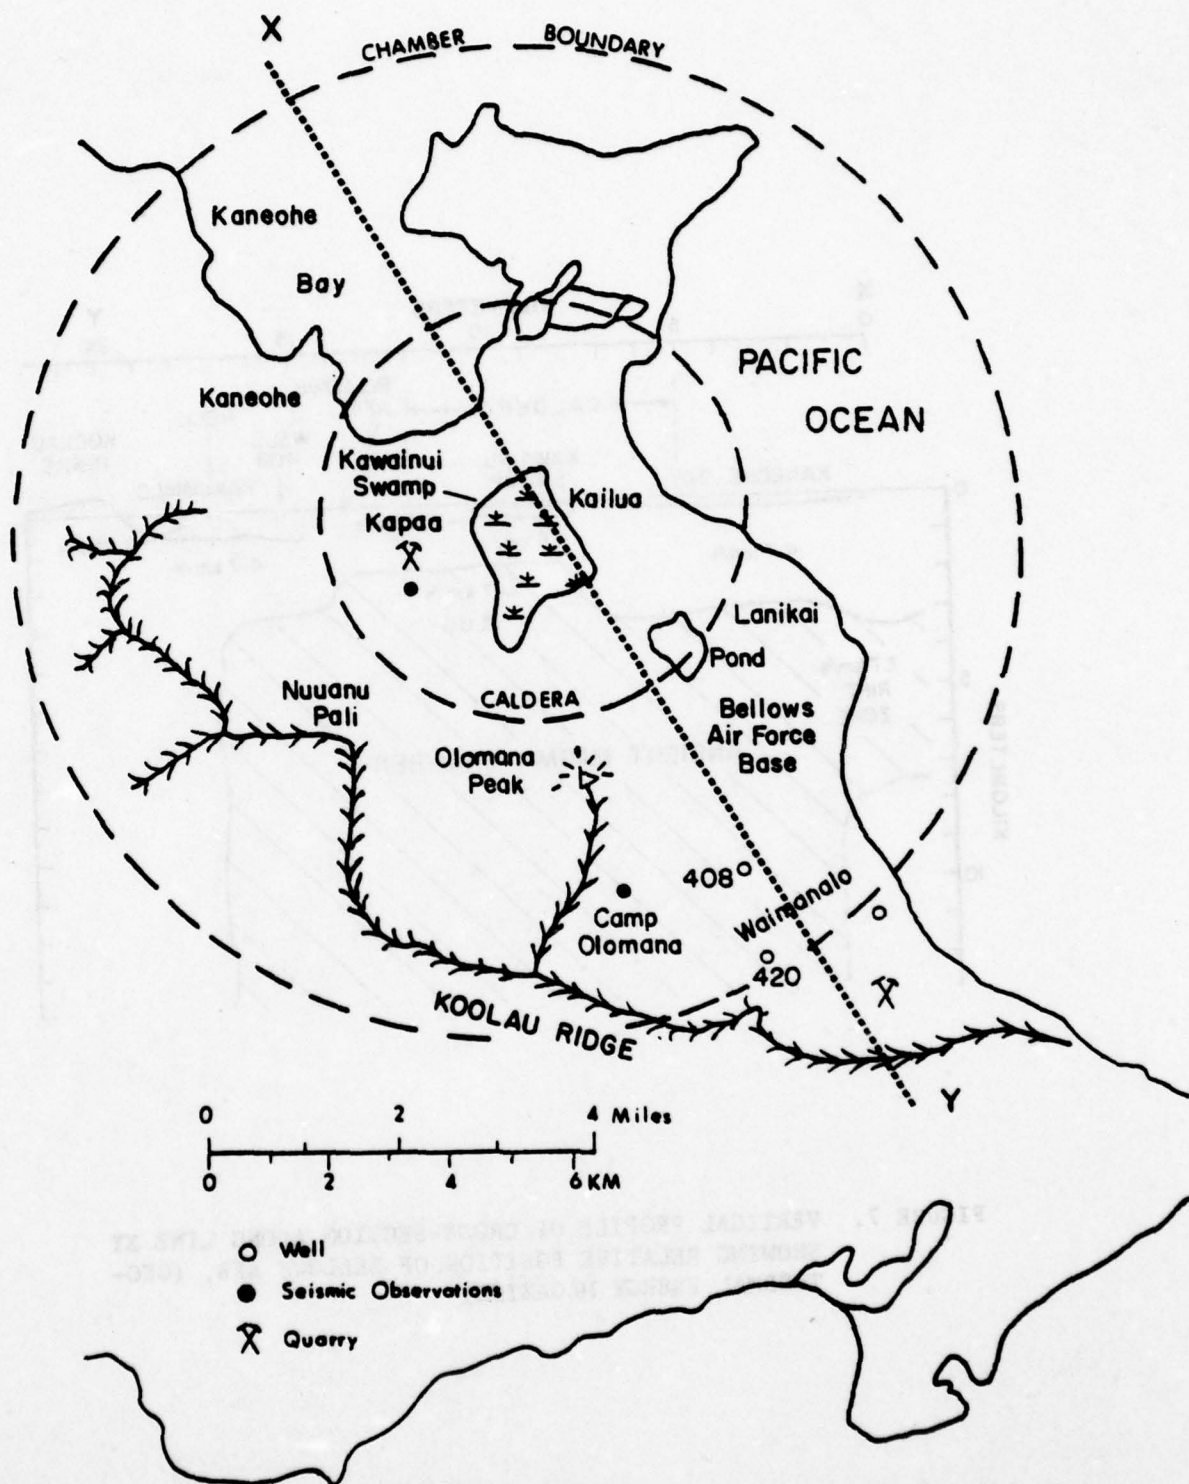 X
CHAMBER BOUNDARY
Kaneohe
Bay
PACIFIC
OCEAN
Kaneohe
Kawainui
Swamp
Kailua
Kapaa
Lanikai
Pond
Nuuanu
Pali
CALDERA
Bellows
Air Force
Base
Olomana
Peak
408
Waimanalo
Camp
Olomana
420
KOOLAU RIDGE
Y
0 2 4 Miles
0 2 4 6 KM
Well
Seismic Observations
Quarry